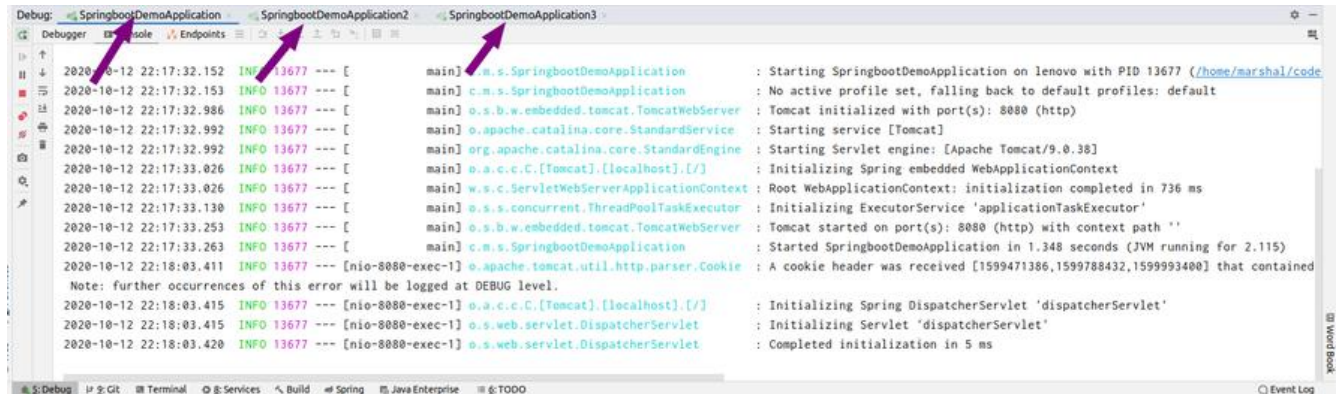 Debug: SpringbootDemoApplication SpringbootDemoApplication2 SpringbootDemoApplication3
Debugger Console Endpoints
2020-10-12 22:17:32.152 INFO 13677 --- [ main] c.m.s.SpringbootDemoApplication : Starting SpringbootDemoApplication on lenovo with PID 13677 (/home/marshal/code
2020-10-12 22:17:32.153 INFO 13677 --- [ main] c.m.s.SpringbootDemoApplication : No active profile set, falling back to default profiles: default
2020-10-12 22:17:32.986 INFO 13677 --- [ main] o.s.b.w.embedded.tomcat.TomcatWebServer : Tomcat initialized with port(s): 8080 (http)
2020-10-12 22:17:32.992 INFO 13677 --- [ main] o.apache.catalina.core.StandardService : Starting service [Tomcat]
2020-10-12 22:17:32.992 INFO 13677 --- [ main] org.apache.catalina.core.StandardEngine : Starting Servlet engine: [Apache Tomcat/9.0.38]
2020-10-12 22:17:33.026 INFO 13677 --- [ main] o.a.c.c.C.[Tomcat].[localhost].[/] : Initializing Spring embedded WebApplicationContext
2020-10-12 22:17:33.026 INFO 13677 --- [ main] w.s.c.ServletWebServerApplicationContext : Root WebApplicationContext: initialization completed in 736 ms
2020-10-12 22:17:33.130 INFO 13677 --- [ main] o.s.s.concurrent.ThreadPoolTaskExecutor : Initializing ExecutorService 'applicationTaskExecutor'
2020-10-12 22:17:33.253 INFO 13677 --- [ main] o.s.b.w.embedded.tomcat.TomcatWebServer : Tomcat started on port(s): 8080 (http) with context path ''
2020-10-12 22:17:33.263 INFO 13677 --- [ main] c.m.s.SpringbootDemoApplication : Started SpringbootDemoApplication in 1.348 seconds (JVM running for 2.115)
2020-10-12 22:18:03.411 INFO 13677 --- [nio-8080-exec-1] o.apache.tomcat.util.http.parser.Cookie : A cookie header was received [1599471386,1599788432,1599993400] that contained
Note: further occurrences of this error will be logged at DEBUG level.
2020-10-12 22:18:03.415 INFO 13677 --- [nio-8080-exec-1] o.a.c.c.C.[Tomcat].[localhost].[/] : Initializing Spring DispatcherServlet 'dispatcherServlet'
2020-10-12 22:18:03.415 INFO 13677 --- [nio-8080-exec-1] o.s.web.servlet.DispatcherServlet : Initializing Servlet 'dispatcherServlet'
2020-10-12 22:18:03.420 INFO 13677 --- [nio-8080-exec-1] o.s.web.servlet.DispatcherServlet : Completed initialization in 5 ms
Word Book
5: Debug 9: Git Terminal 8: Services Build Spring Java Enterprise 6: TODO Event Log